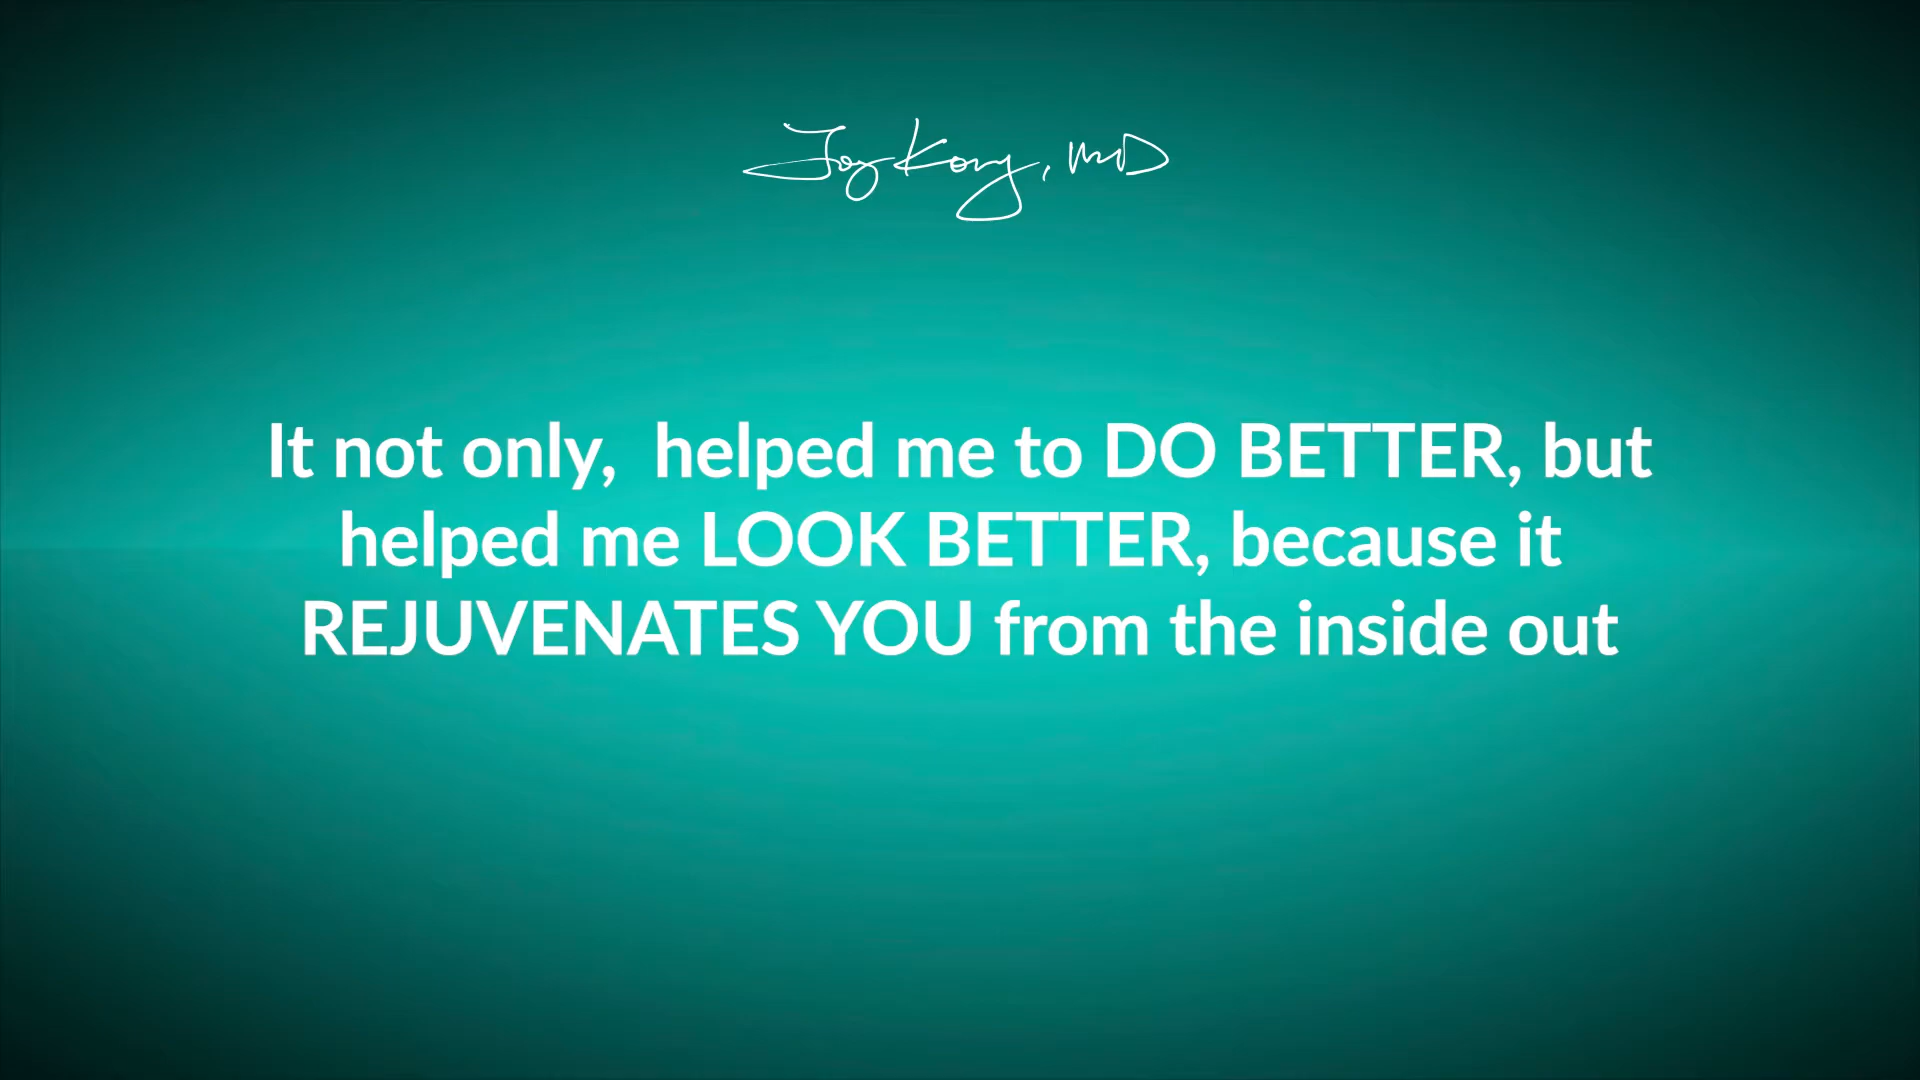 Joy Kong, MD
It not only,  helped me to DO BETTER, but
helped me LOOK BETTER, because it
REJUVENATES YOU from the inside out